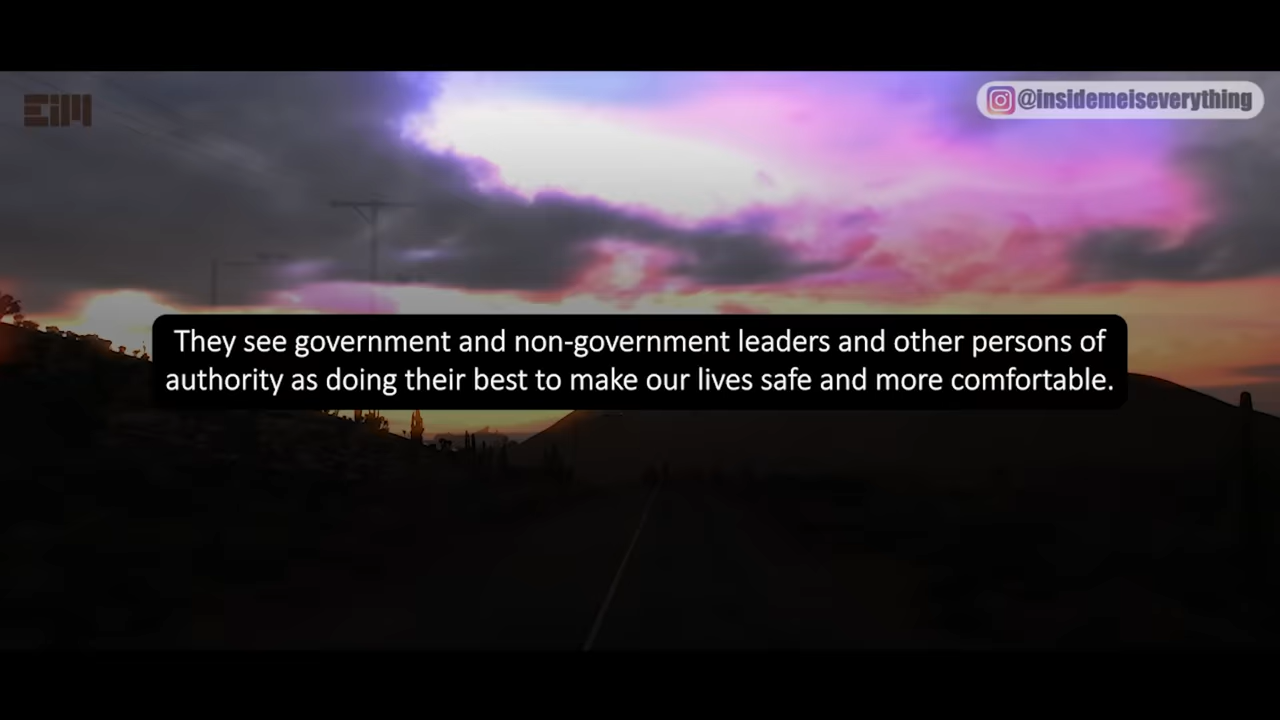 EiM
@insidemeiseverything
They see government and non-government leaders and other persons of
authority as doing their best to make our lives safe and more comfortable.